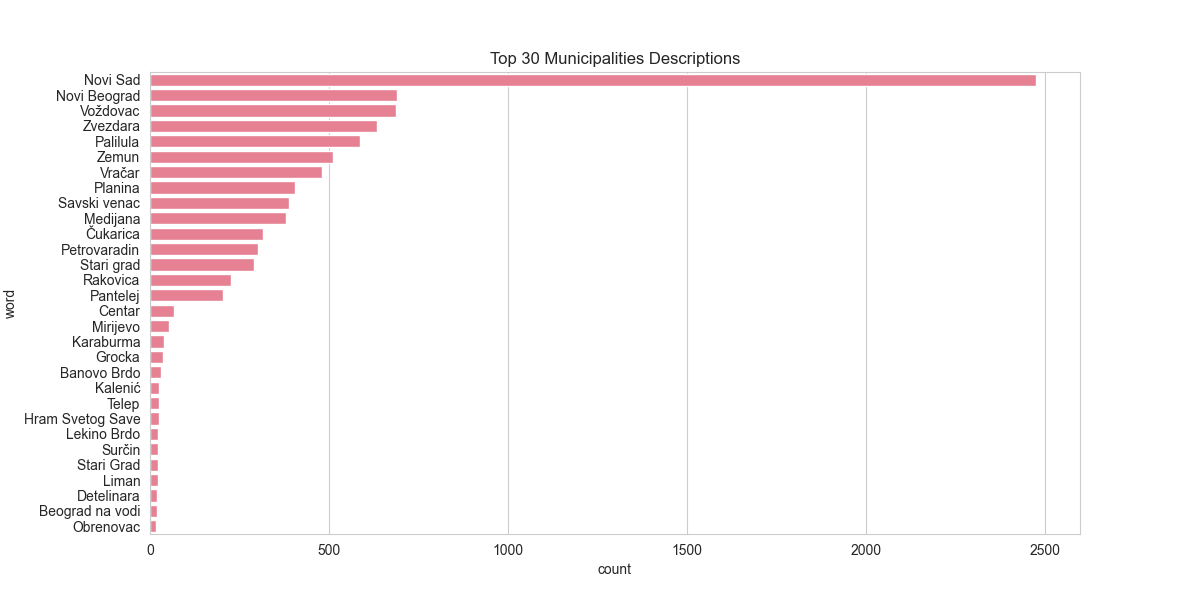 Top 30 Municipalities Descriptions
word
Novi Sad
Novi Beograd
Voždovac
Zvezdara
Palilula
Zemun
Vračar
Planina
Savski venac
Medijana
Čukarica
Petrovaradin
Stari grad
Rakovica
Pantelej
Centar
Mirijevo
Karaburma
Grocka
Banovo Brdo
Kalenić
Telep
Hram Svetog Save
Lekino Brdo
Surčin
Stari Grad
Liman
Detelinara
Beograd na vodi
Obrenovac
0 500 1000 1500 2000 2500
count